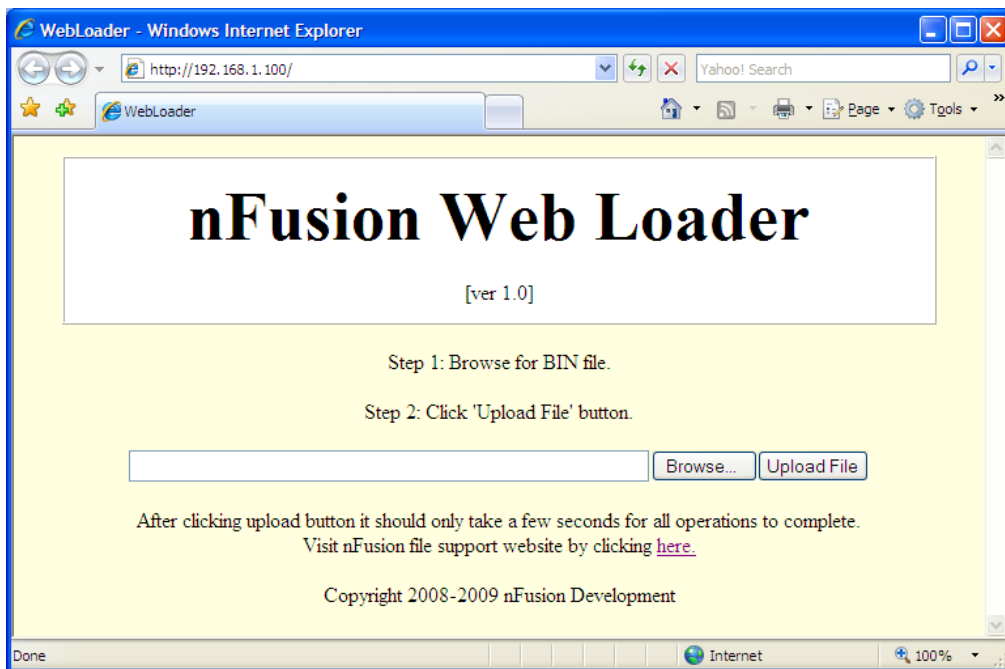 WebLoader - Windows Internet Explorer
http://192.168.1.100/
Yahoo! Search
WebLoader
Page
Tools
nFusion Web Loader
[ver 1.0]
Step 1: Browse for BIN file.
Step 2: Click 'Upload File' button.
Browse... Upload File
After clicking upload button it should only take a few seconds for all operations to complete.
Visit nFusion file support website by clicking here.
Copyright 2008-2009 nFusion Development
Done
Internet
100%